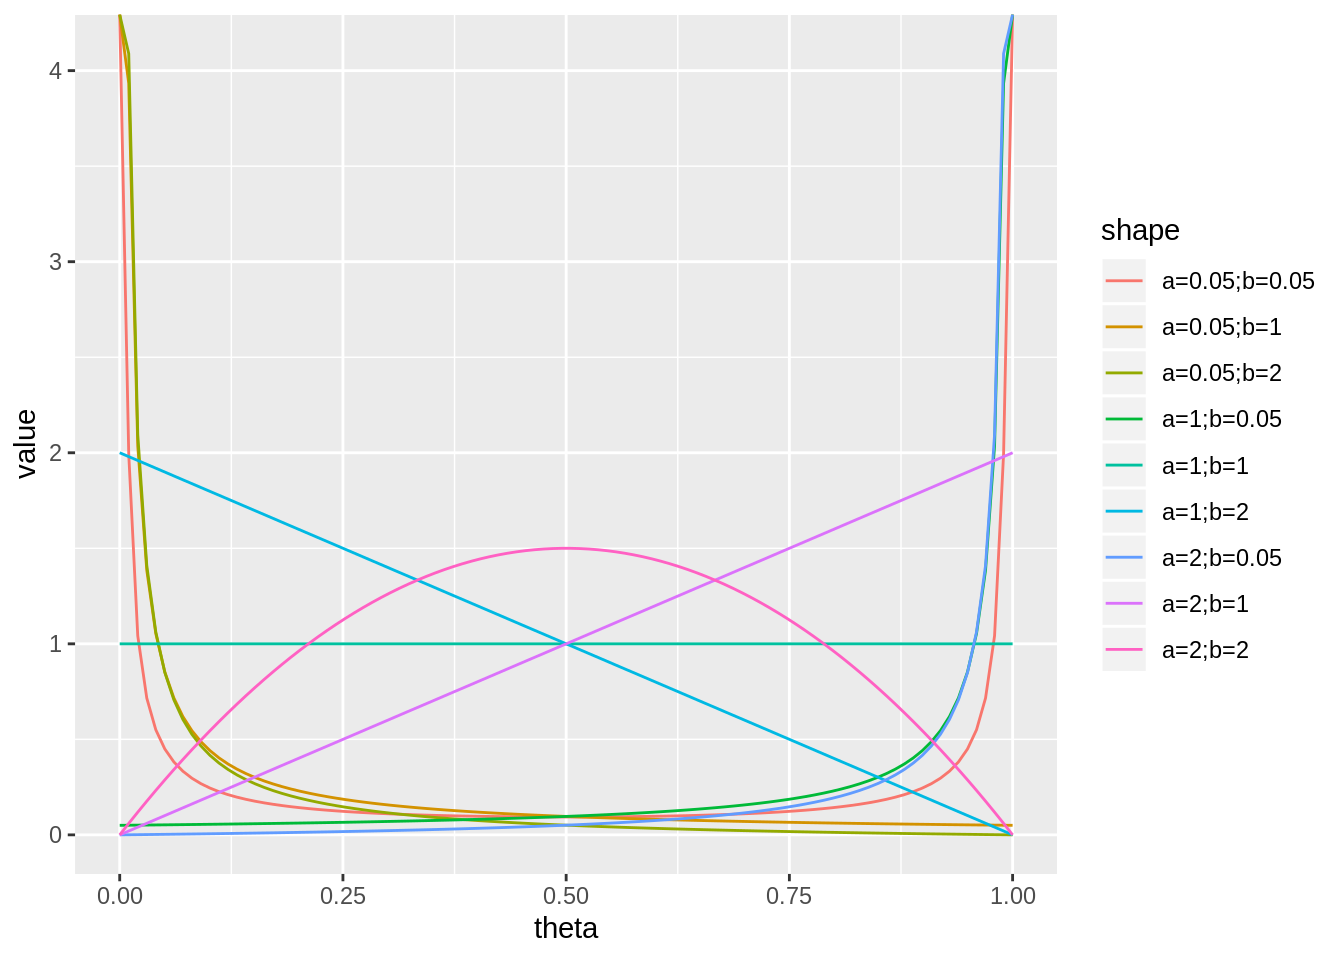 4
3
2
1
0
value
0.00 0.25 0.50 0.75 1.00
theta
shape
a=0.05;b=0.05
a=0.05;b=1
a=0.05;b=2
a=1;b=0.05
a=1;b=1
a=1;b=2
a=2;b=0.05
a=2;b=1
a=2;b=2